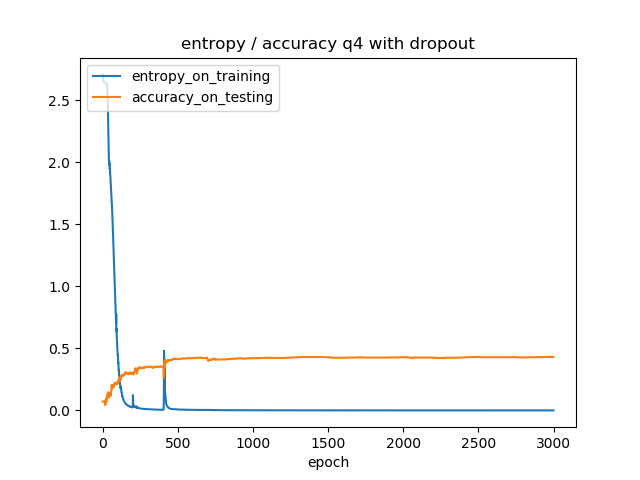 entropy / accuracy q4 with dropout
entropy_on_training
accuracy_on_testing
2.5
2.0
1.5
1.0
0.5
0.0
0 500 1000 1500 2000 2500 3000
epoch